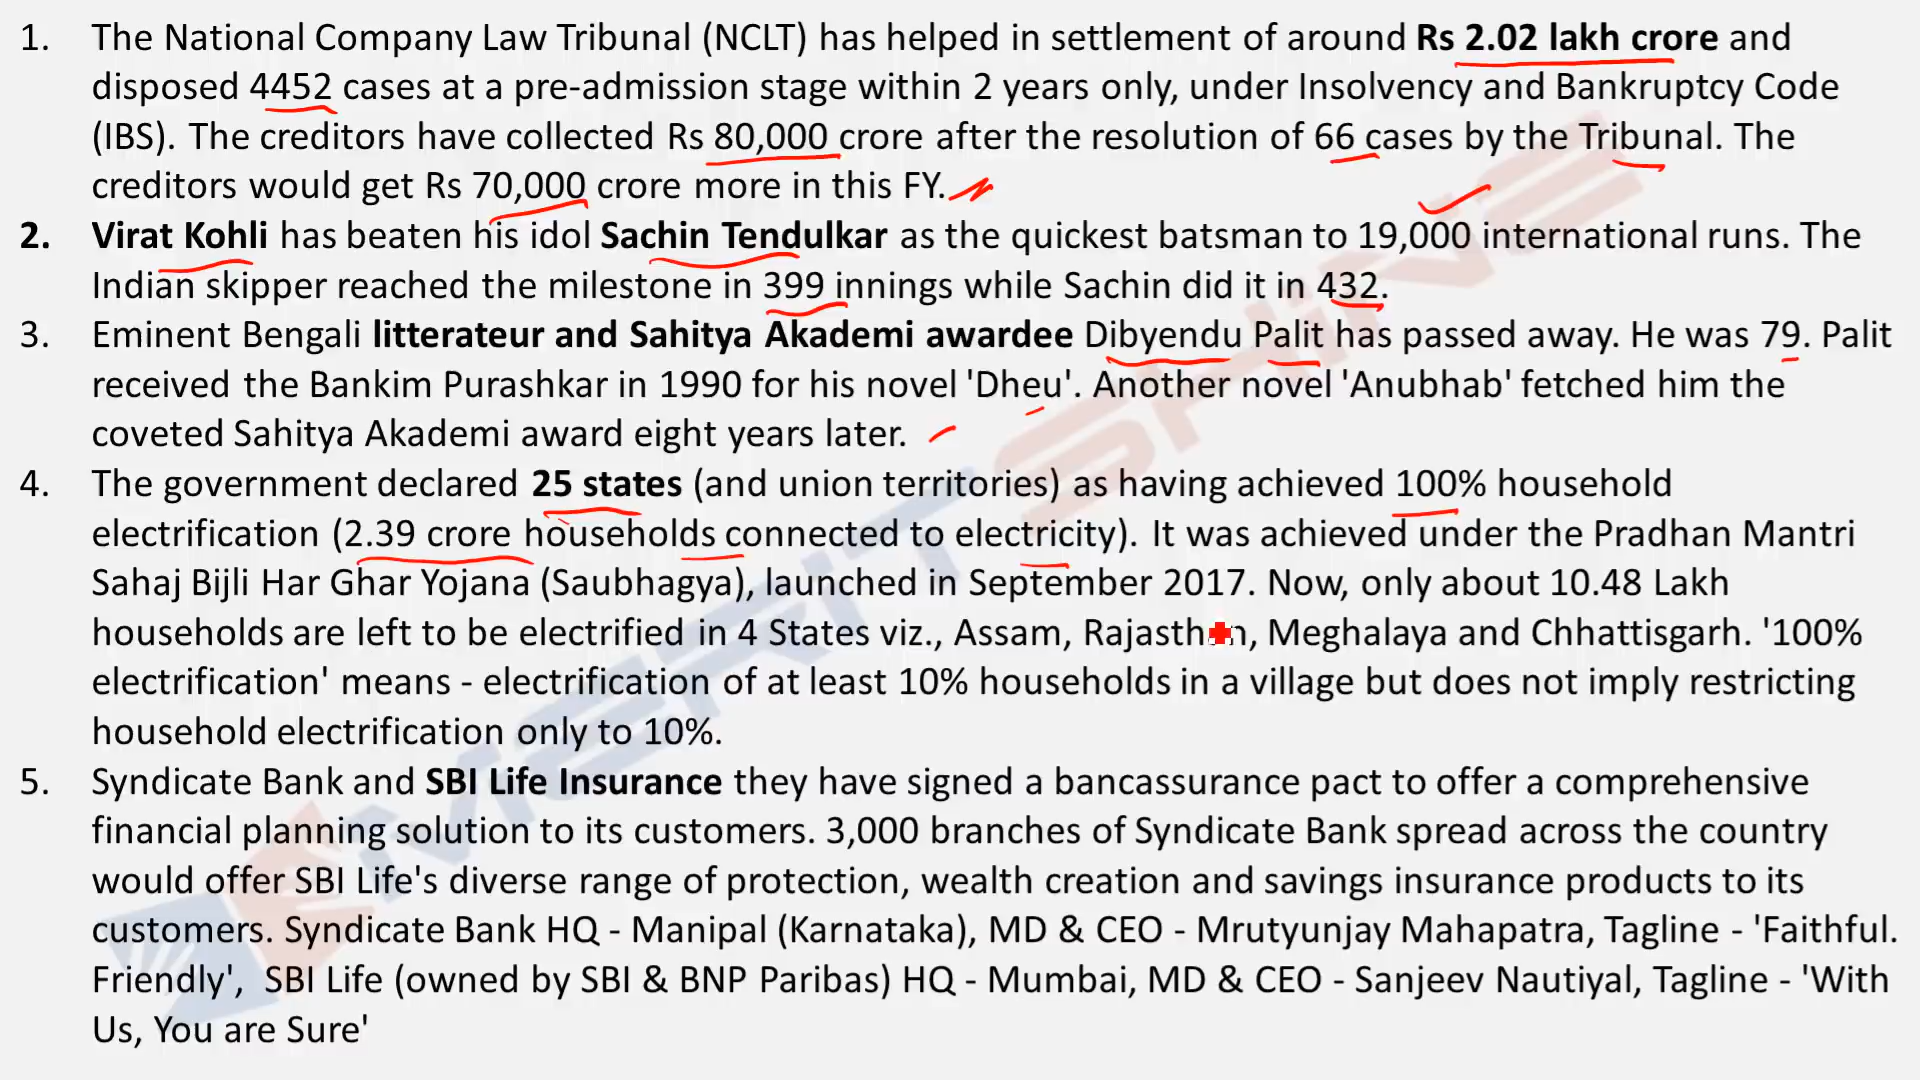 1. The National Company Law Tribunal (NCLT) has helped in settlement of around Rs 2.02 lakh crore and
disposed 4452 cases at a pre-admission stage within 2 years only, under Insolvency and Bankruptcy Code
(IBS). The creditors have collected Rs 80,000 crore after the resolution of 66 cases by the Tribunal. The
creditors would get Rs 70,000 crore more in this FY.
2. Virat Kohli has beaten his idol Sachin Tendulkar as the quickest batsman to 19,000 international runs. The
Indian skipper reached the milestone in 399 innings while Sachin did it in 432.
3. Eminent Bengali litterateur and Sahitya Akademi awardee Dibyendu Palit has passed away. He was 79. Palit
received the Bankim Purashkar in 1990 for his novel 'Dheu'. Another novel 'Anubhab' fetched him the
coveted Sahitya Akademi award eight years later.
4. The government declared 25 states (and union territories) as having achieved 100% household
electrification (2.39 crore households connected to electricity). It was achieved under the Pradhan Mantri
Sahaj Bijli Har Ghar Yojana (Saubhagya), launched in September 2017. Now, only about 10.48 Lakh
households are left to be electrified in 4 States viz., Assam, Rajasthan, Meghalaya and Chhattisgarh. '100%
electrification' means - electrification of at least 10% households in a village but does not imply restricting
household electrification only to 10%.
5. Syndicate Bank and SBI Life Insurance they have signed a bancassurance pact to offer a comprehensive
financial planning solution to its customers. 3,000 branches of Syndicate Bank spread across the country
would offer SBI Life's diverse range of protection, wealth creation and savings insurance products to its
customers. Syndicate Bank HQ - Manipal (Karnataka), MD & CEO - Mrutyunjay Mahapatra, Tagline - 'Faithful.
Friendly', SBI Life (owned by SBI & BNP Paribas) HQ - Mumbai, MD & CEO - Sanjeev Nautiyal, Tagline - 'With
Us, You are Sure'
MERITSHINE